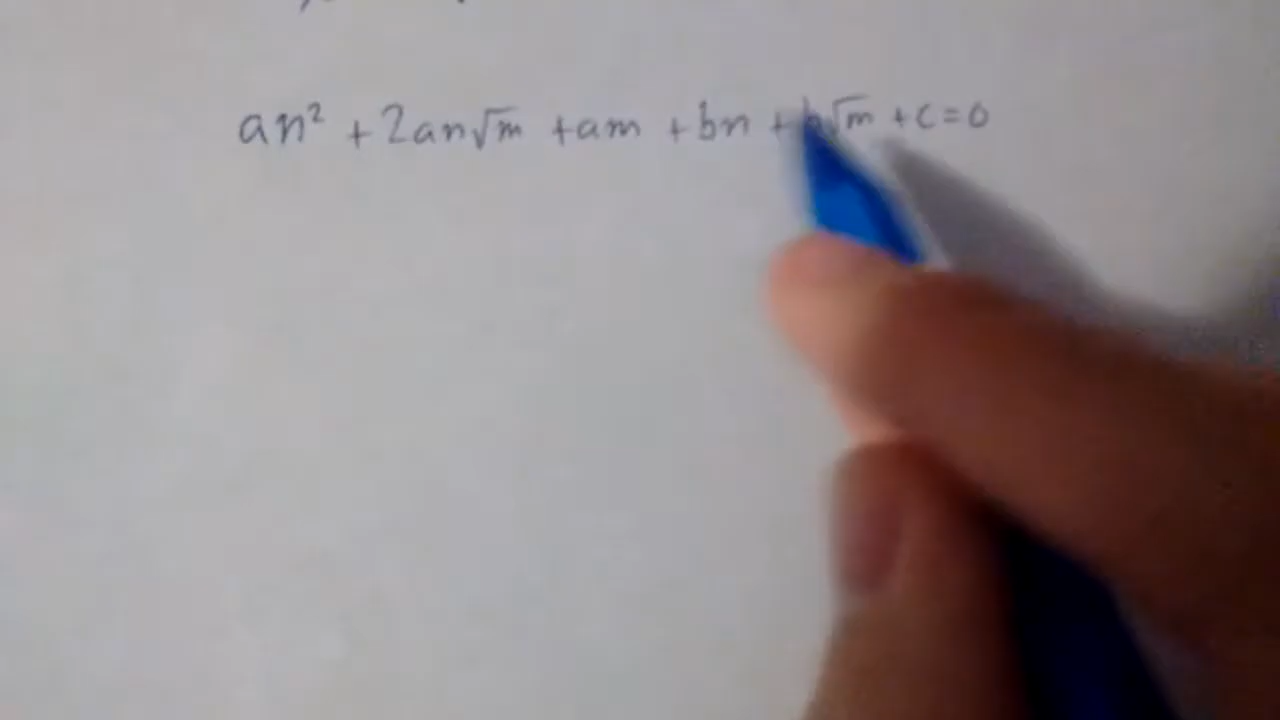 an² + 2an√m + am + bn + b√m + c = 0